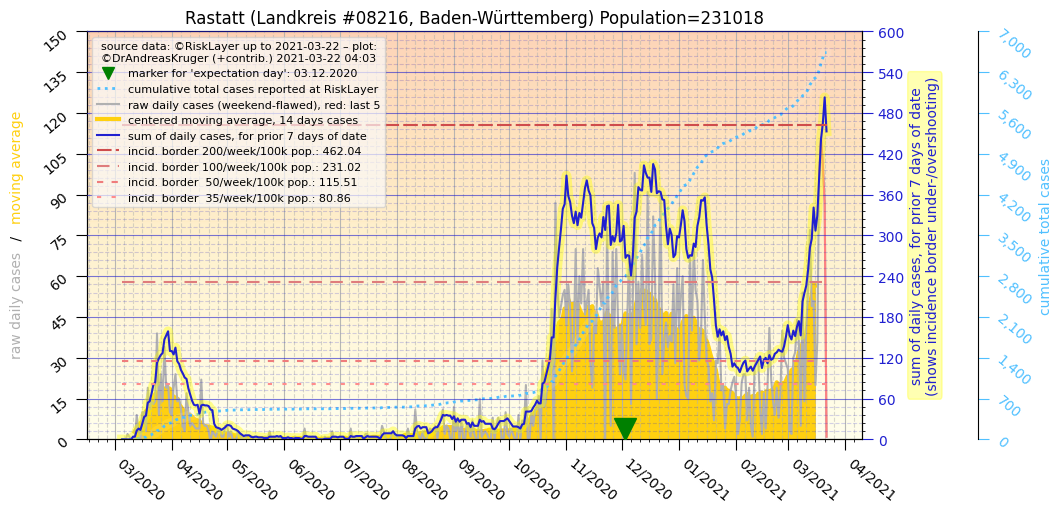 Rastatt (Landkreis #08216, Baden-Württemberg) Population=231018
source data: ©RiskLayer up to 2021-03-22 – plot:
©DrAndreasKruger (+contrib.) 2021-03-22 04:03
marker for 'expectation day': 03.12.2020
cumulative total cases reported at RiskLayer
raw daily cases (weekend-flawed), red: last 5
centered moving average, 14 days cases
sum of daily cases, for prior 7 days of date
incid. border 200/week/100k pop.: 462.04
incid. border 100/week/100k pop.: 231.02
incid. border  50/week/100k pop.: 115.51
incid. border  35/week/100k pop.: 80.86
raw daily cases / moving average
150
135
120
105
90
75
60
45
30
15
0
03/2020
04/2020
05/2020
06/2020
07/2020
08/2020
09/2020
10/2020
11/2020
12/2020
01/2021
02/2021
03/2021
04/2021
600
540
480
420
360
300
240
180
120
60
0
sum of daily cases, for prior 7 days of date
(shows incidence border under-/overshooting)
7,000
6,300
5,600
4,900
4,200
3,500
2,800
2,100
1,400
700
0
cumulative total cases